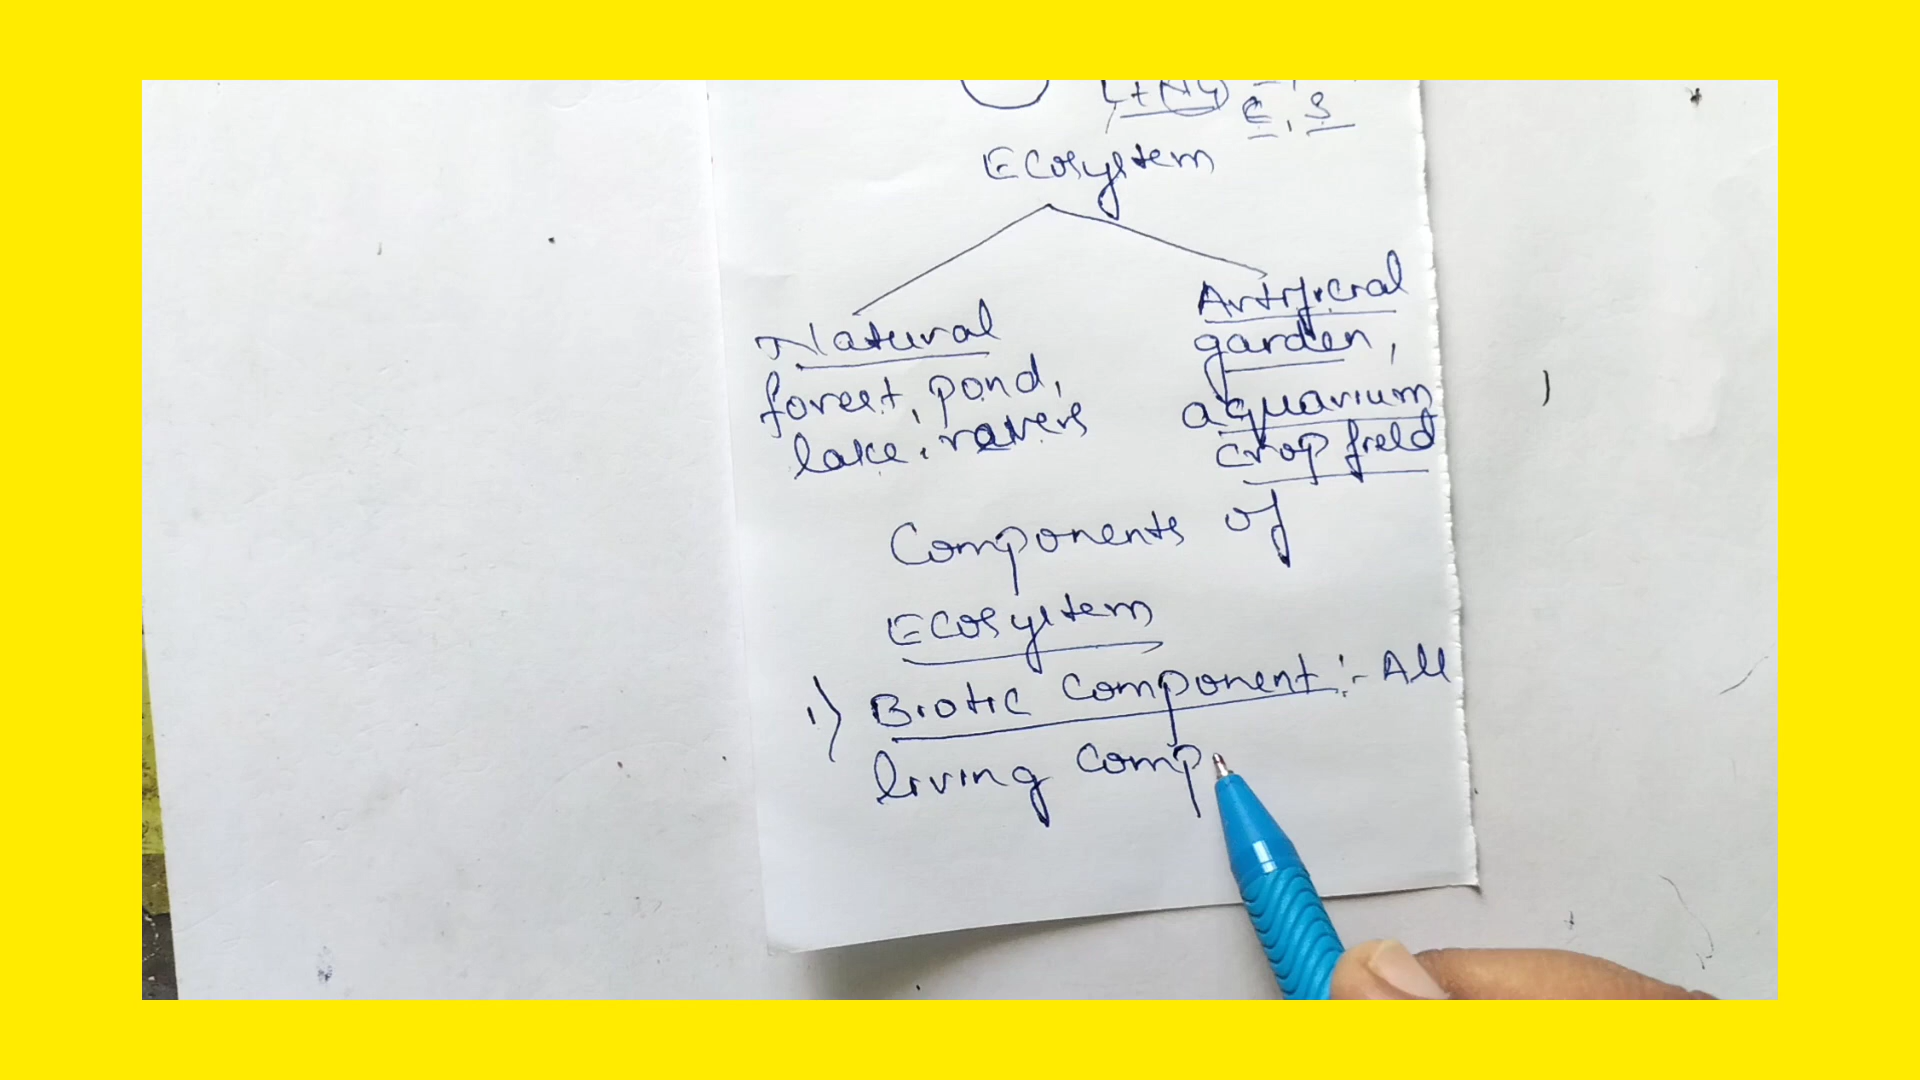 E, S
Ecosystem
Natural
forest, pond,
lake, ravers
Artificial
garden,
aquarium
crop field
Components of
Ecosystem
1) Biotic Component :- All
living comp